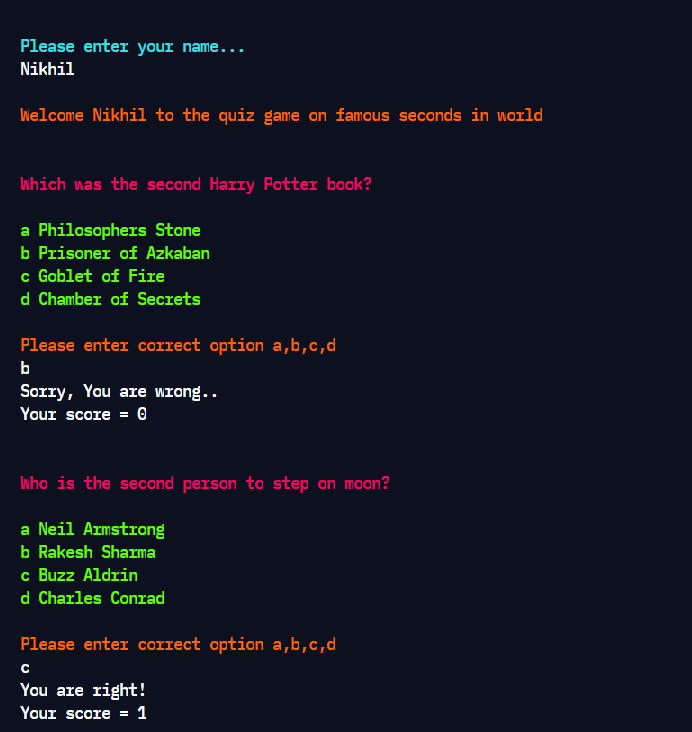 Please enter your name...
Nikhil
Welcome Nikhil to the quiz game on famous seconds in world
Which was the second Harry Potter book?
a Philosophers Stone
b Prisoner of Azkaban
c Goblet of Fire
d Chamber of Secrets
Please enter correct option a,b,c,d
b
Sorry, You are wrong..
Your score = 0
Who is the second person to step on moon?
a Neil Armstrong
b Rakesh Sharma
c Buzz Aldrin
d Charles Conrad
Please enter correct option a,b,c,d
c
You are right!
Your score = 1